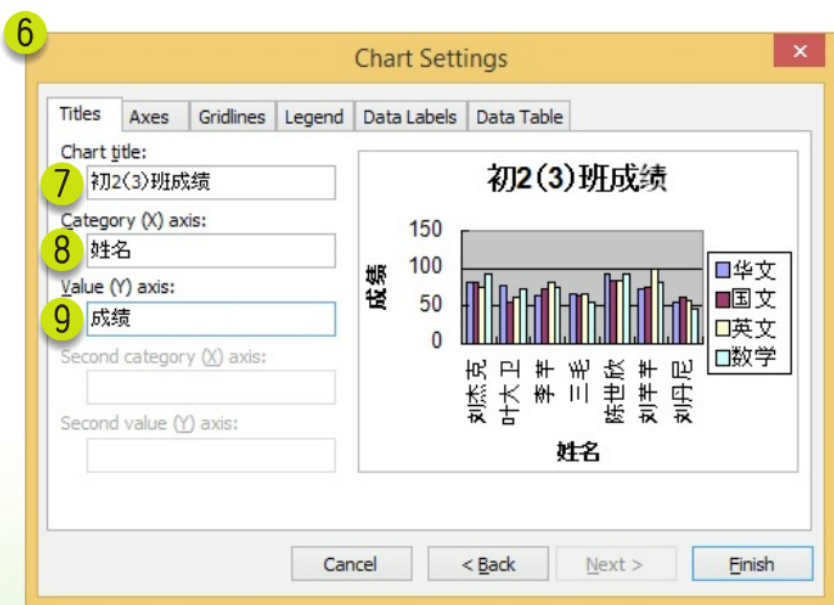 6
Chart Settings
Titles Axes Gridlines Legend Data Labels Data Table
Chart title:
7 初2(3)班成绩
Category (X) axis:
8 姓名
Value (Y) axis:
9 成绩
Second category (X) axis:
Second value (Y) axis:
初2(3)班成绩
成绩
150
100
50
0
刘杰克 叶大卫 李芊 三毛 陈世欣 刘芊芊 刘丹尼
姓名
华文
国文
英文
数学
Cancel < Back Next > Finish